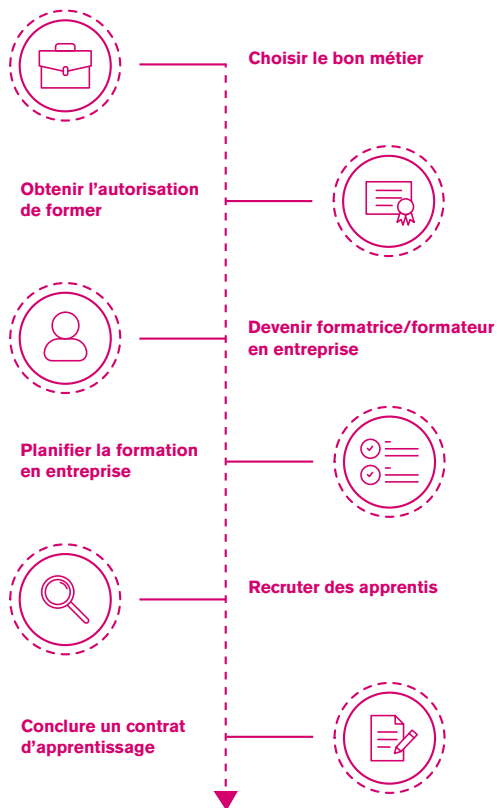 Choisir le bon métier
Obtenir l’autorisation
de former
Devenir formatrice/formateur
en entreprise
Planifier la formation
en entreprise
Recruter des apprentis
Conclure un contrat
d’apprentissage